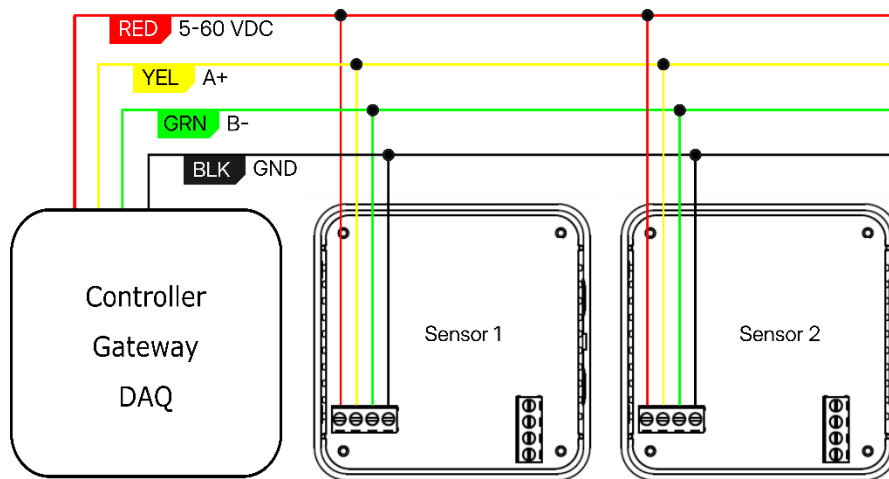 RED 5-60 VDC
YEL A+
GRN B-
BLK GND
Controller
Gateway
DAQ
Sensor 1
Sensor 2